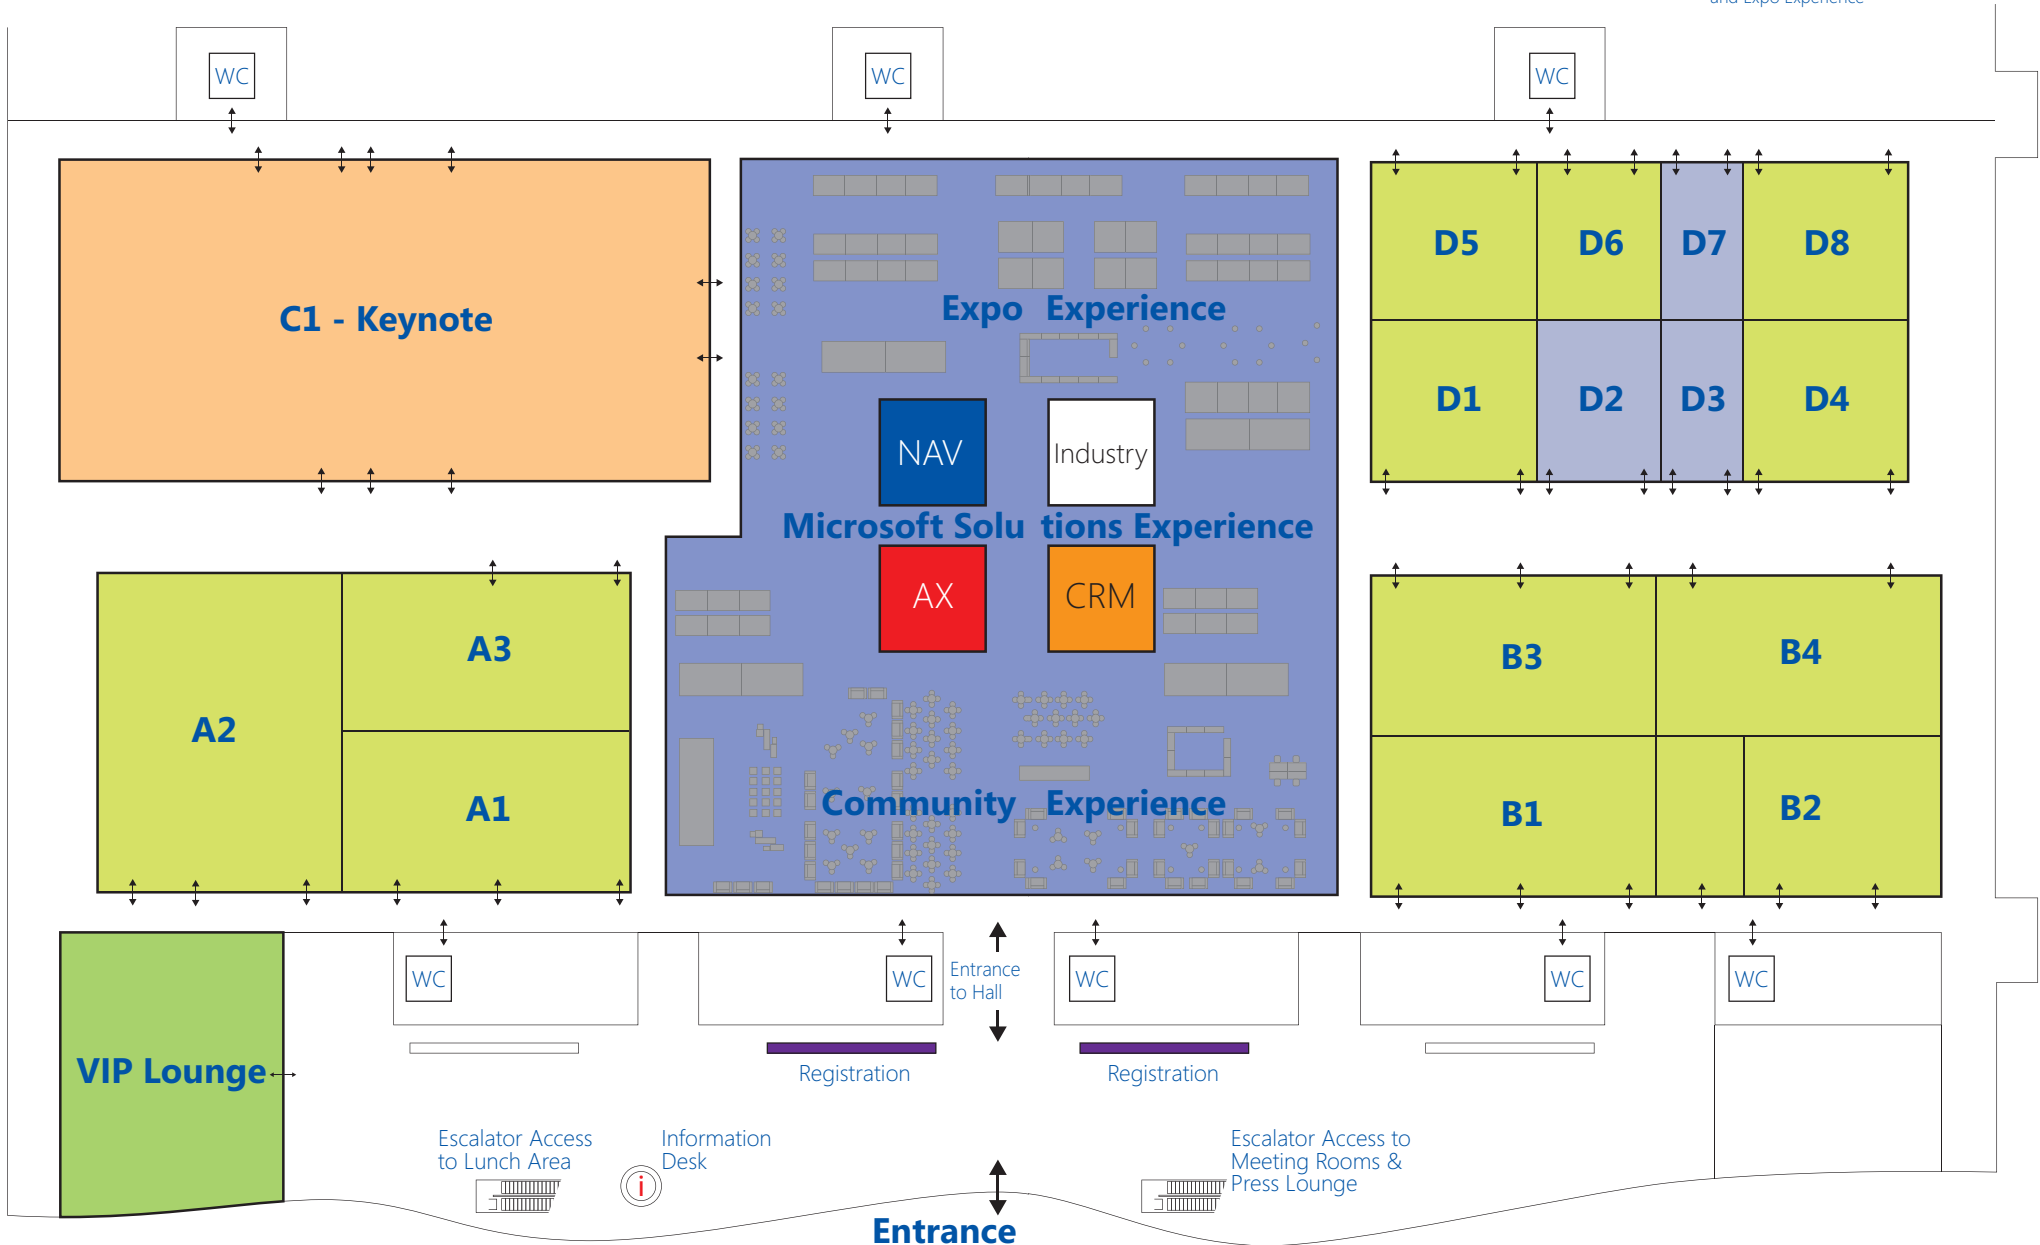 and Expo Experience
WC
WC
WC
C1 - Keynote
Expo Experience
D5
D6
D7
D8
D1
D2
D3
D4
NAV
Industry
Microsoft Solu tions Experience
AX
CRM
A2
A3
A1
B3
B4
B1
B2
Community Experience
WC
WC
Entrance
to Hall
WC
WC
WC
VIP Lounge
Registration
Registration
Escalator Access
to Lunch Area
Information
Desk
i
Escalator Access to
Meeting Rooms &
Press Lounge
Entrance